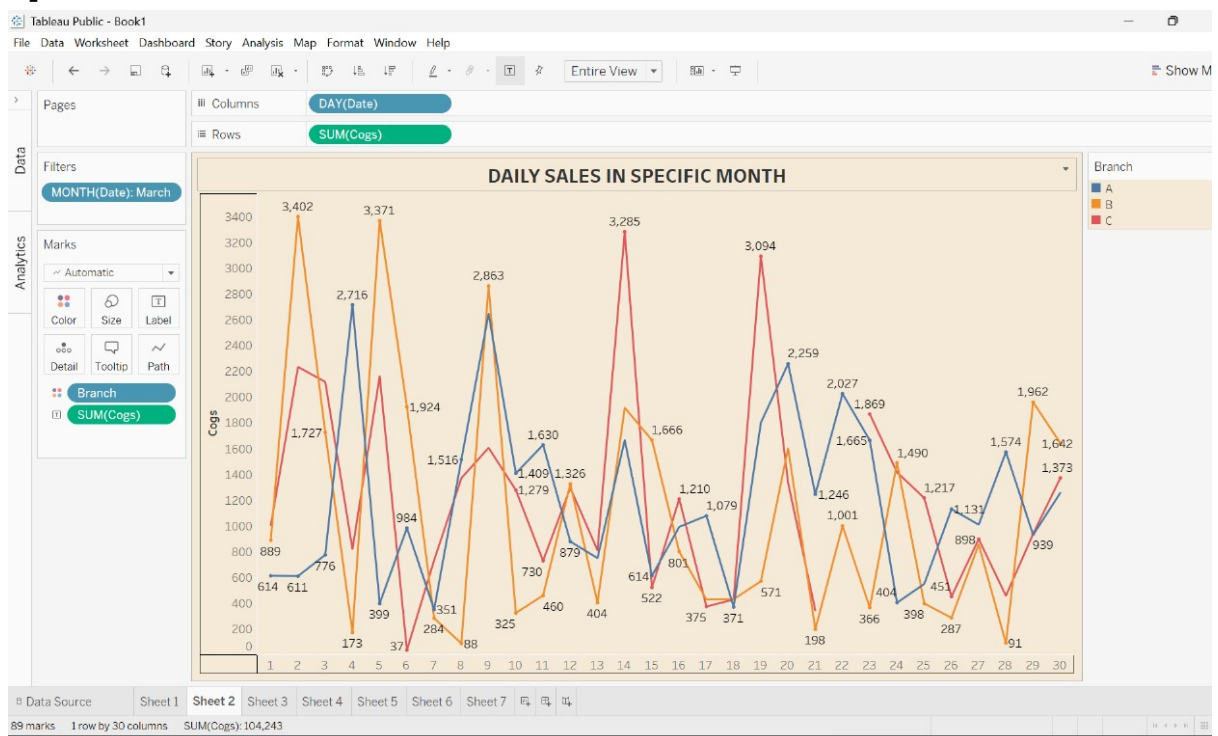 Tableau Public - Book1
File Data Worksheet Dashboard Story Analysis Map Format Window Help
Entire View
Show M
Pages
Columns
DAY(Date)
Rows
SUM(Cogs)
Data
Analytics
Filters
MONTH(Date): March
Marks
Automatic
Color Size Label
Detail Tooltip Path
Branch
SUM(Cogs)
DAILY SALES IN SPECIFIC MONTH
Branch
A
B
C
Cogs
3400
3200
3000
2800
2600
2400
2200
2000
1800
1600
1400
1200
1000
800
600
400
200
0
3,402
3,371
3,285
3,094
2,863
2,716
2,259
2,027
1,962
1,924
1,869
1,727
1,666
1,665
1,642
1,630
1,574
1,516
1,490
1,409
1,326
1,373
1,279
1,246
1,217
1,210
1,131
1,079
1,001
984
939
898
889
879
801
776
730
614
611
614
571
522
460
451
404
404
399
398
375
371
366
351
325
287
284
198
173
91
88
37
1 2 3 4 5 6 7 8 9 10 11 12 13 14 15 16 17 18 19 20 21 22 23 24 25 26 27 28 29 30
Data Source Sheet 1 Sheet 2 Sheet 3 Sheet 4 Sheet 5 Sheet 6 Sheet 7
89 marks 1 row by 30 columns SUM(Cogs): 104,243